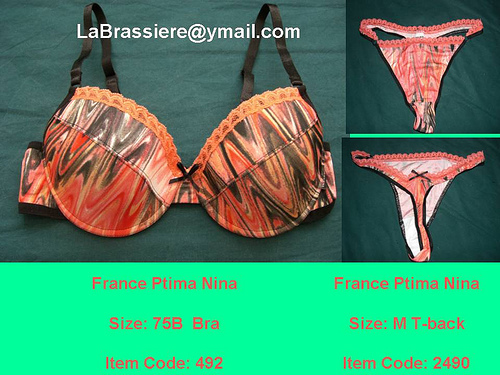 LaBrassiere@ymail.com
France Ptima Nina
Size: 75B  Bra
Item Code: 492
France Ptima Nina
Size: M T-back
Item Code: 2490